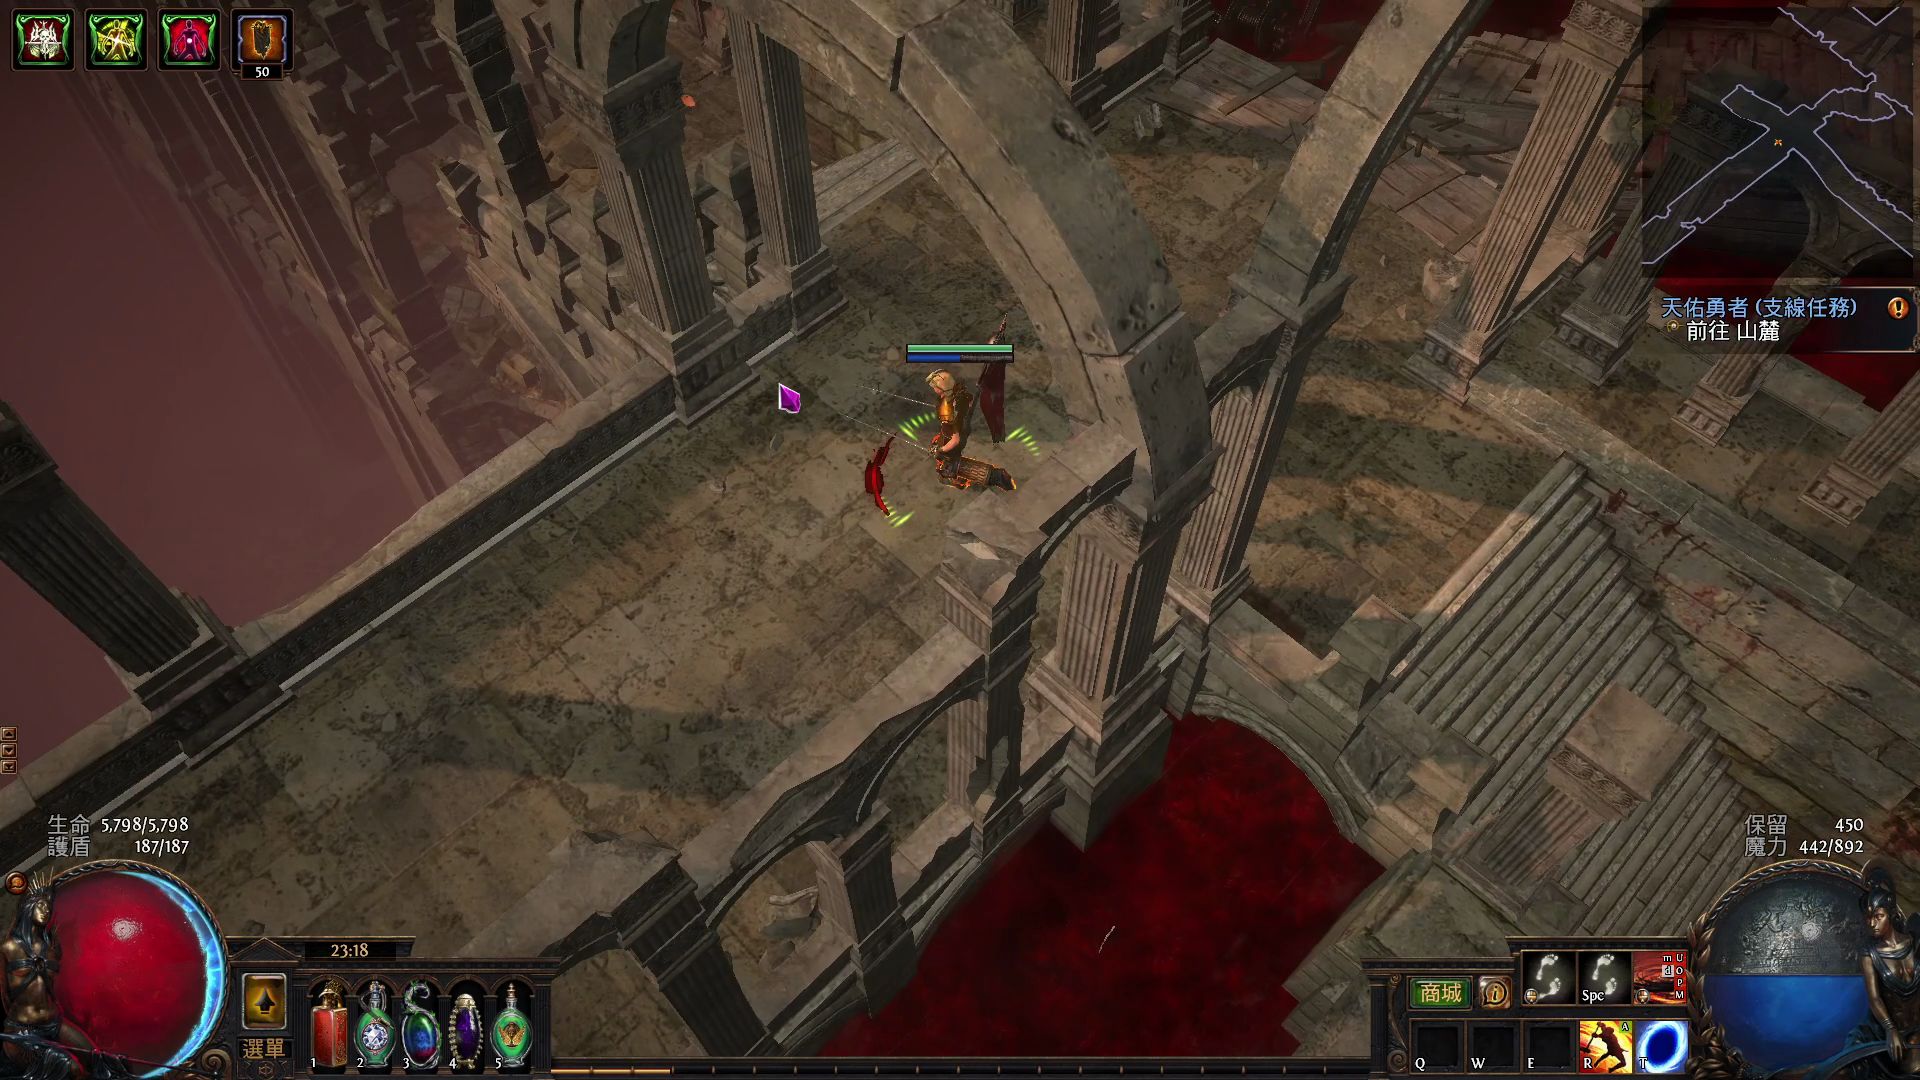 50
天佑勇者 (支線任務)
前往 山麓
生命 5,798/5,798
護盾 187/187
保留 450
魔力 442/892
23:18
選單
1
2
3
4
5
商城
Spc
m U
d O
P
M
Q
W
E
R
A
T